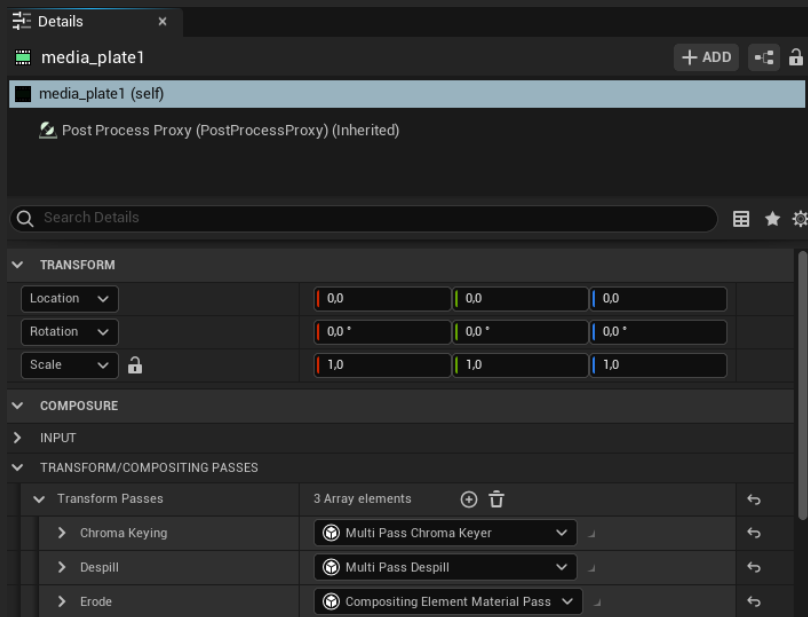 Details
media_plate1
ADD
media_plate1 (self)
Post Process Proxy (PostProcessProxy) (Inherited)
Search Details
TRANSFORM
Location 0,0 0,0 0,0
Rotation 0,0 ° 0,0 ° 0,0 °
Scale 1,0 1,0 1,0
COMPOSURE
INPUT
TRANSFORM/COMPOSITING PASSES
Transform Passes 3 Array elements
Chroma Keying Multi Pass Chroma Keyer
Despill Multi Pass Despill
Erode Compositing Element Material Pass